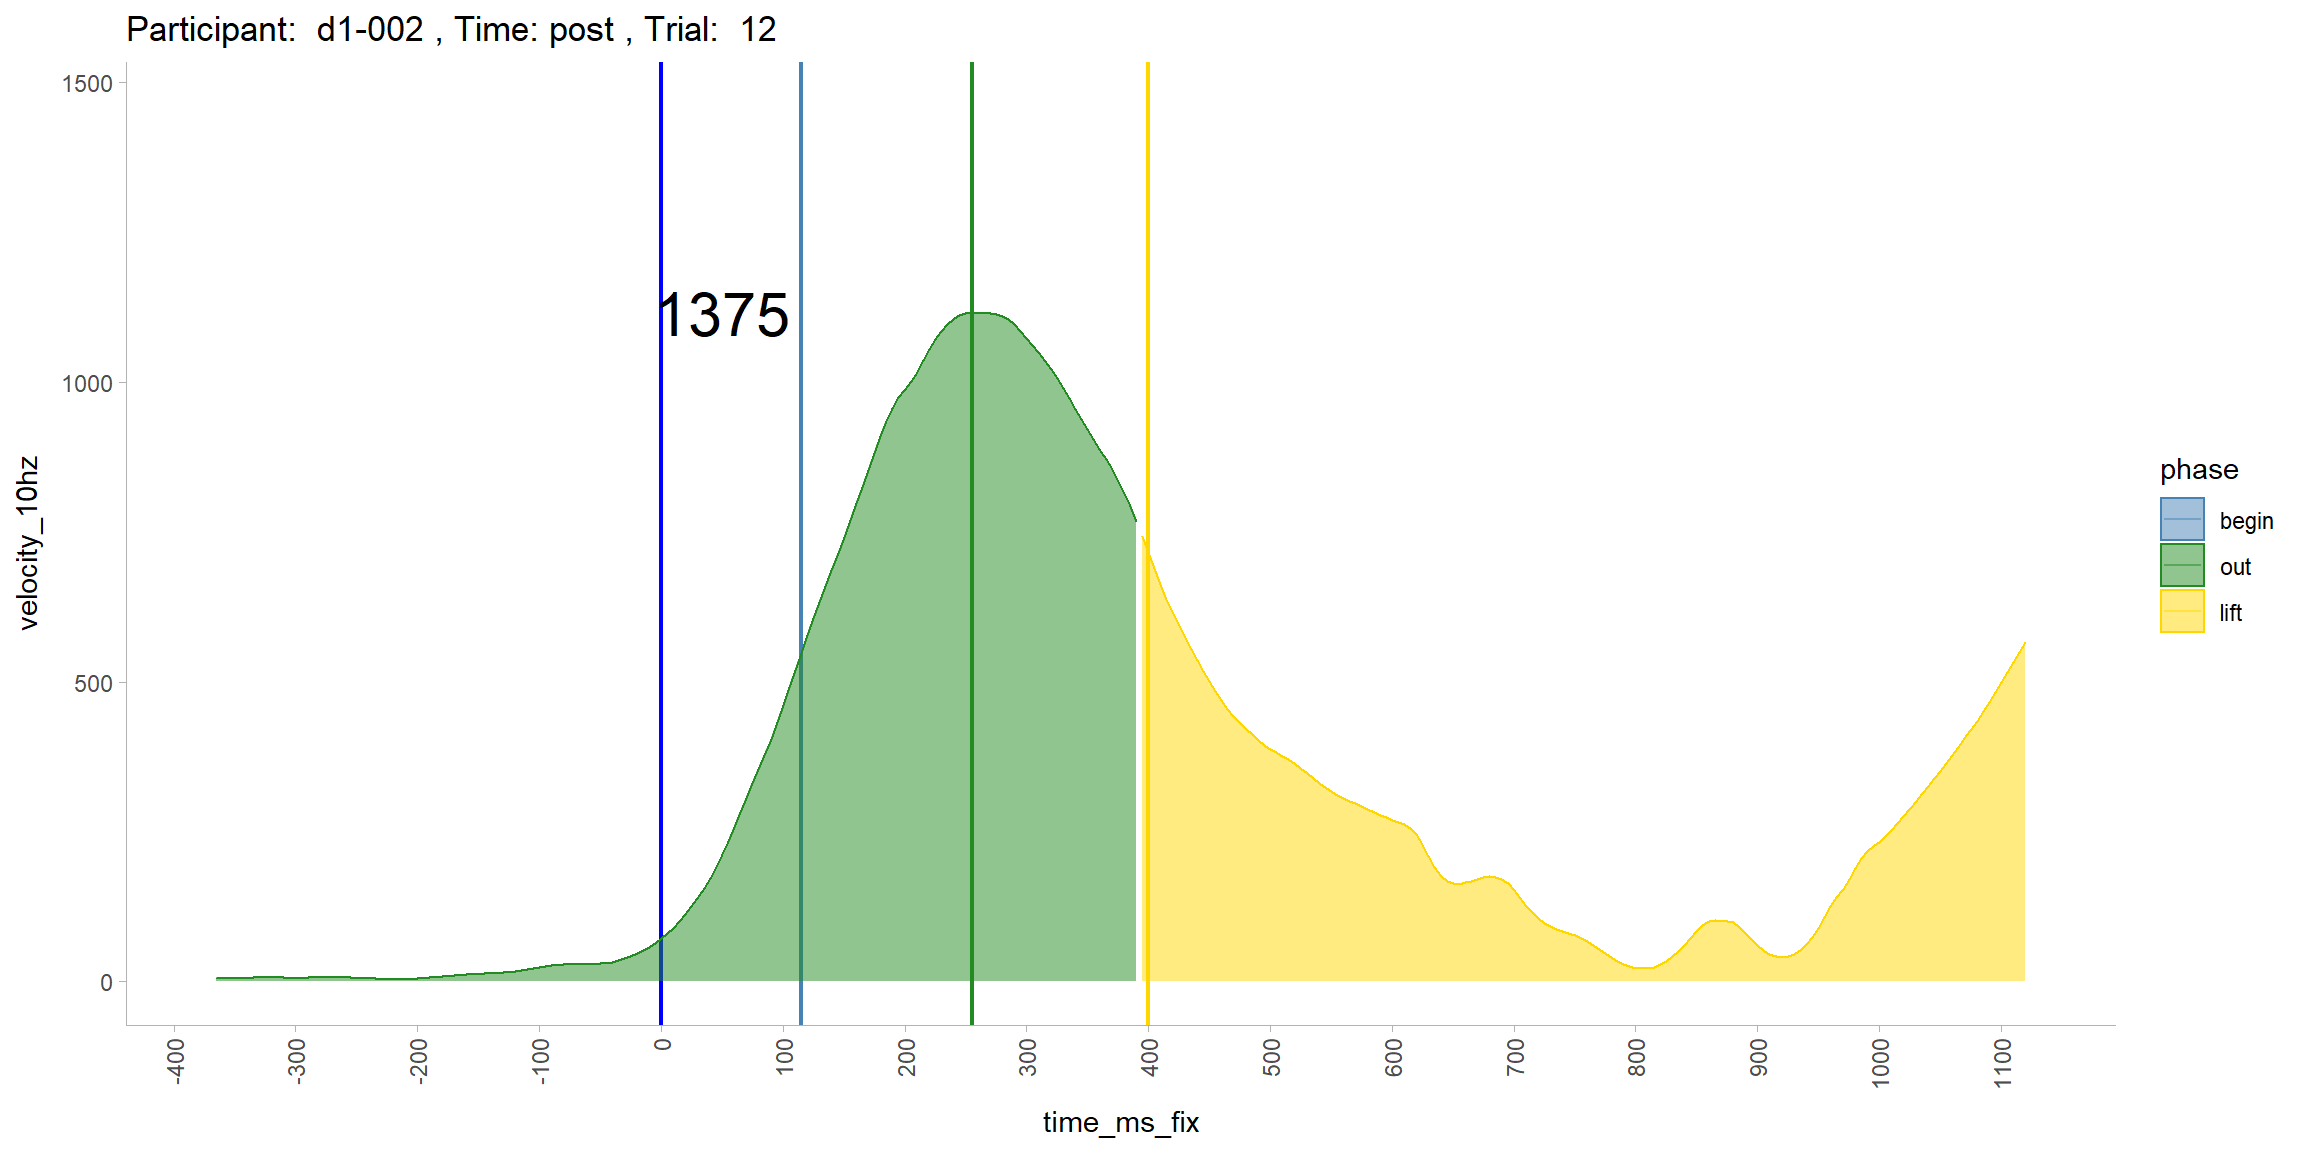 Participant:  d1-002 , Time: post , Trial:  12
1500
1000
500
0
velocity_10hz
1375
-400 -300 -200 -100 0 100 200 300 400 500 600 700 800 900 1000 1100
time_ms_fix
phase
begin
out
lift